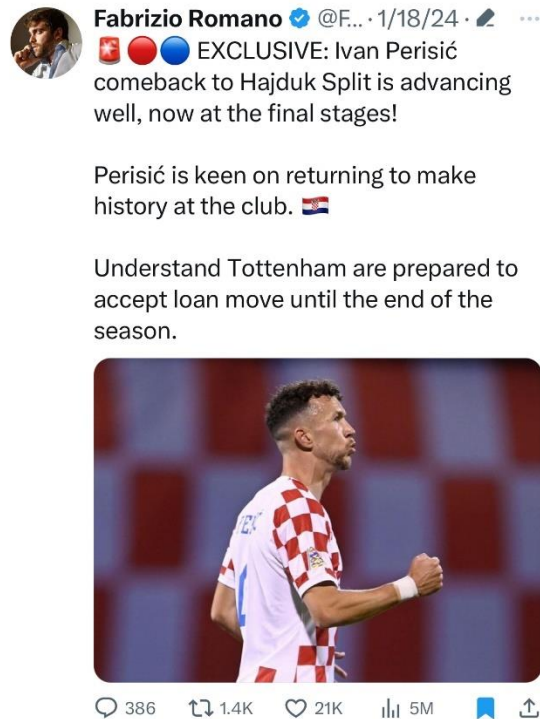 Fabrizio Romano @F... · 1/18/24 ·
EXCLUSIVE: Ivan Perisić
comeback to Hajduk Split is advancing
well, now at the final stages!
Perisić is keen on returning to make
history at the club.
Understand Tottenham are prepared to
accept loan move until the end of the
season.
386 1.4K 21K 5M